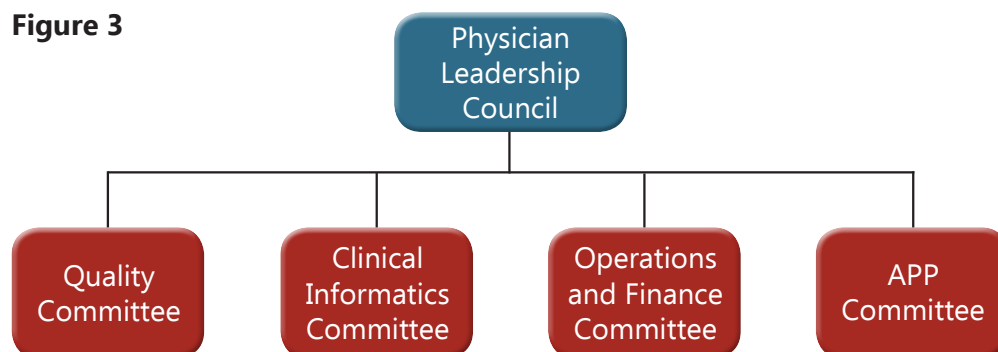 Figure 3
Physician
Leadership
Council
Quality
Committee
Clinical
Informatics
Committee
Operations
and Finance
Committee
APP
Committee